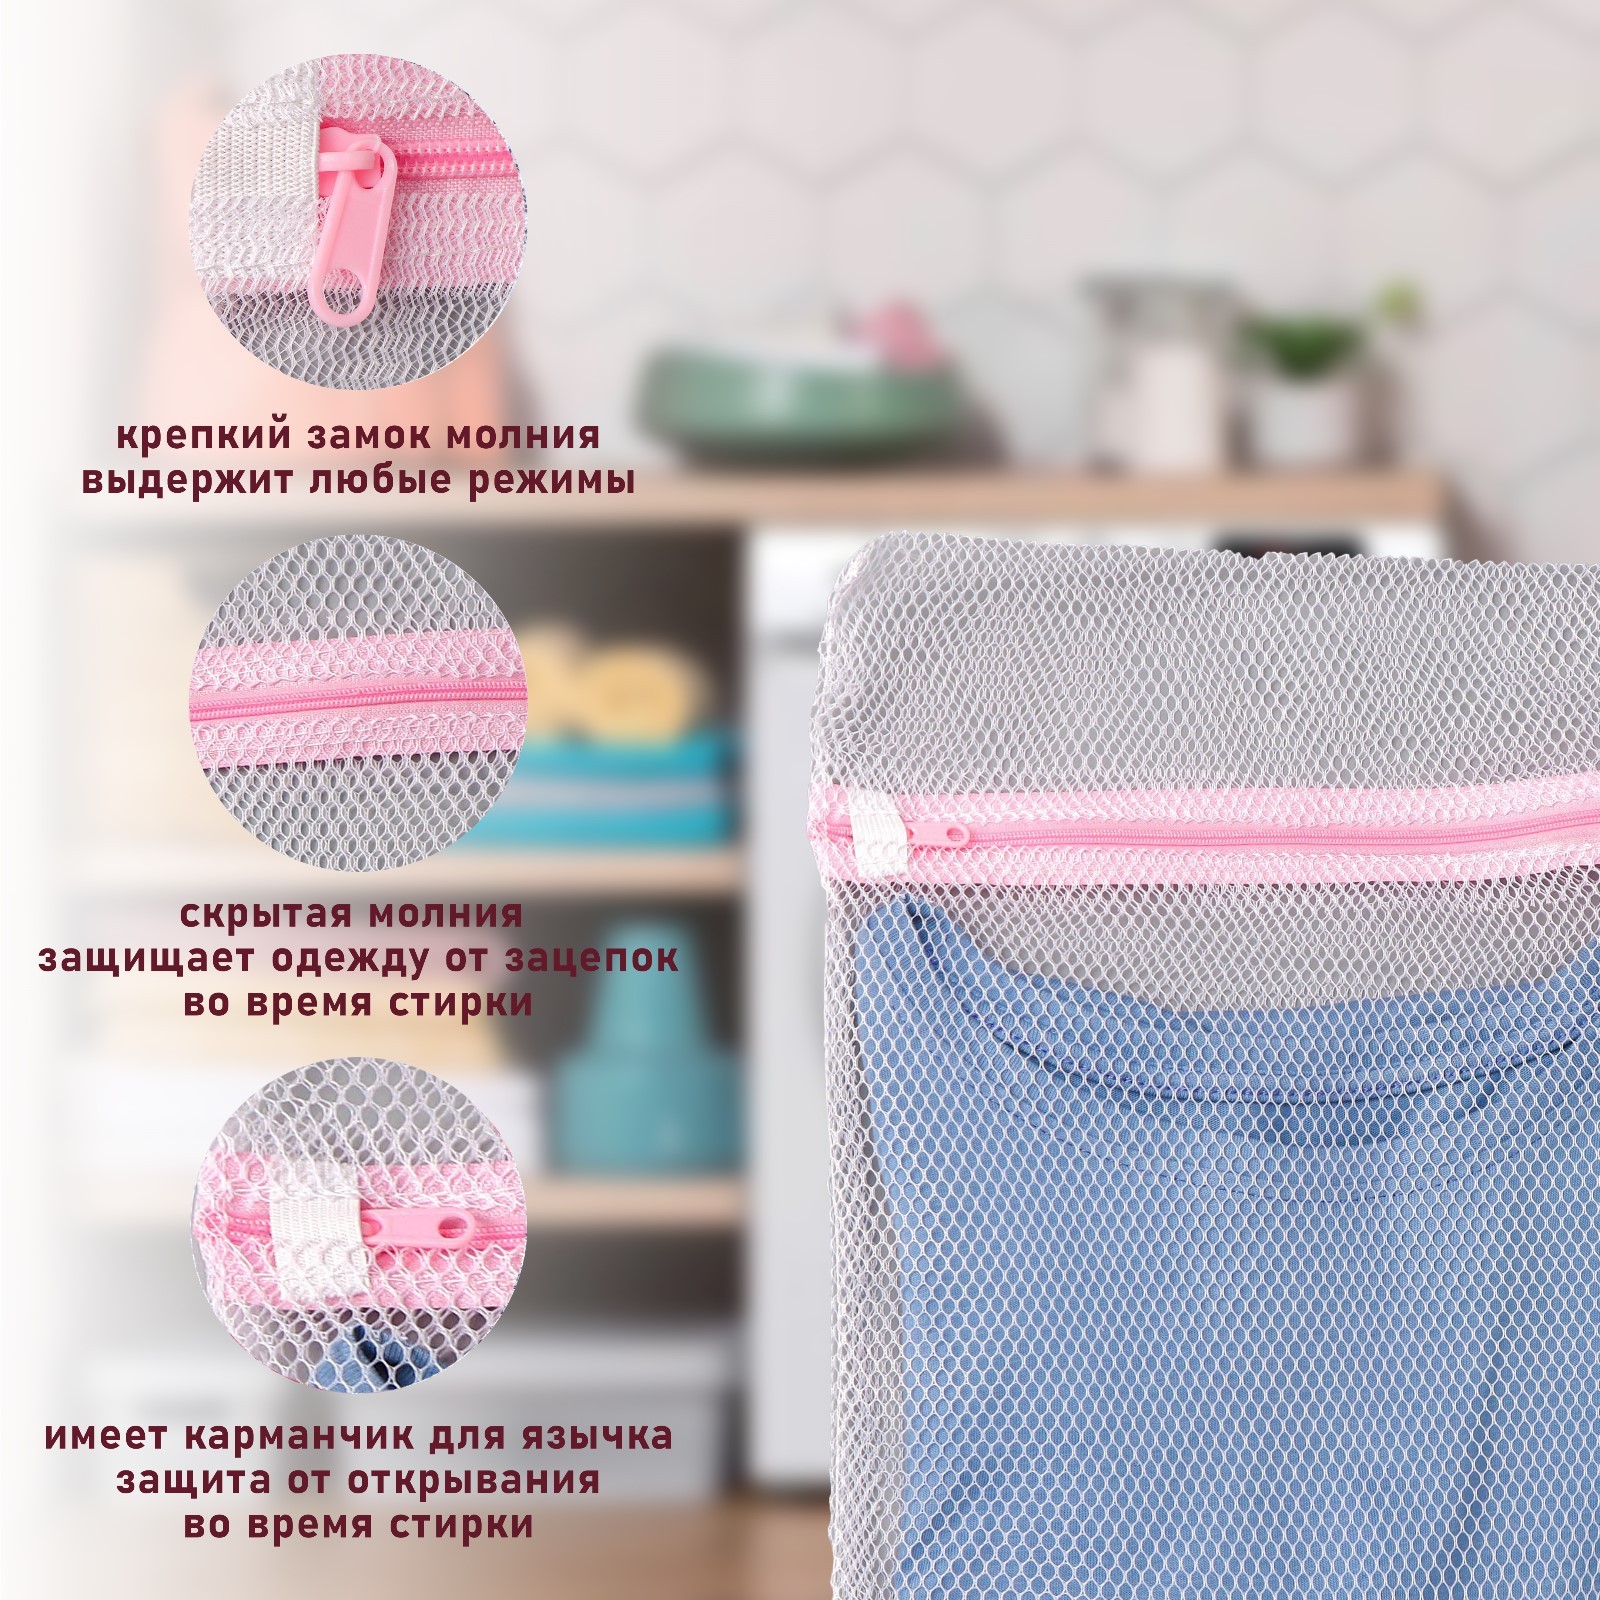 крепкий замок молния
выдержит любые режимы
скрытая молния
защищает одежду от зацепок
во время стирки
имеет карманчик для язычка
защита от открывания
во время стирки